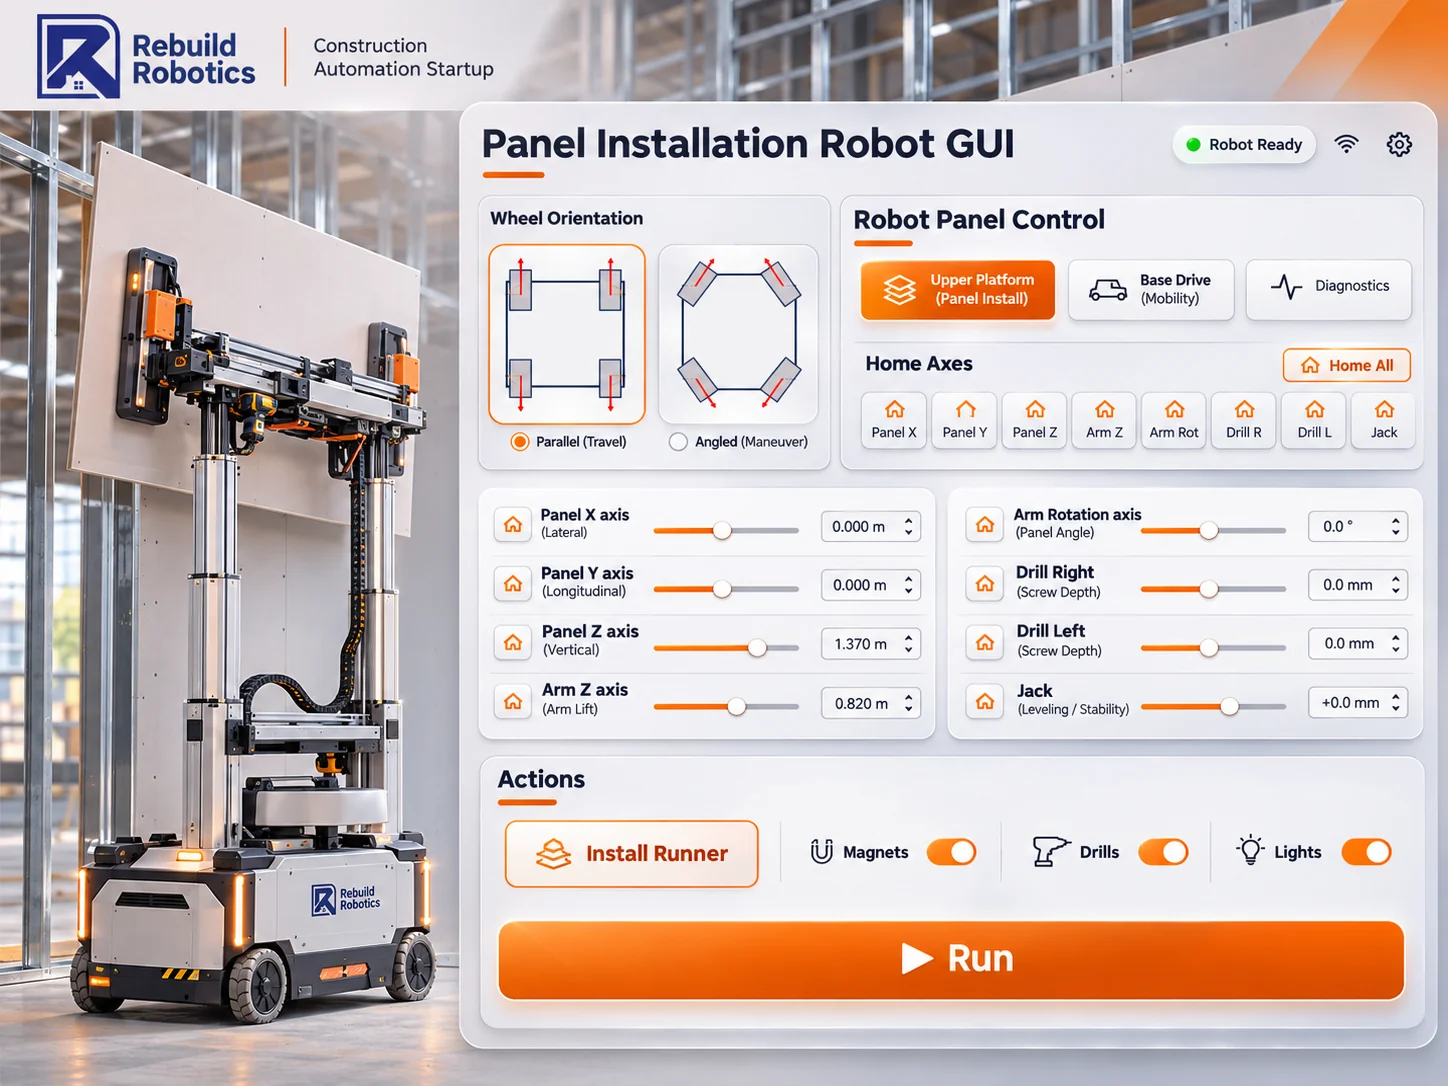 Rebuild
Robotics
Construction
Automation Startup
Panel Installation Robot GUI
Robot Ready
Wheel Orientation
Parallel (Travel)
Angled (Maneuver)
Robot Panel Control
Upper Platform
(Panel Install)
Base Drive
(Mobility)
Diagnostics
Home Axes
Home All
Panel X
Panel Y
Panel Z
Arm Z
Arm Rot
Drill R
Drill L
Jack
Panel X axis
(Lateral)
0.000 m
Panel Y axis
(Longitudinal)
0.000 m
Panel Z axis
(Vertical)
1.370 m
Arm Z axis
(Arm Lift)
0.820 m
Arm Rotation axis
(Panel Angle)
0.0 °
Drill Right
(Screw Depth)
0.0 mm
Drill Left
(Screw Depth)
0.0 mm
Jack
(Leveling / Stability)
+0.0 mm
Actions
Install Runner
Magnets
Drills
Lights
Run
Rebuild
Robotics